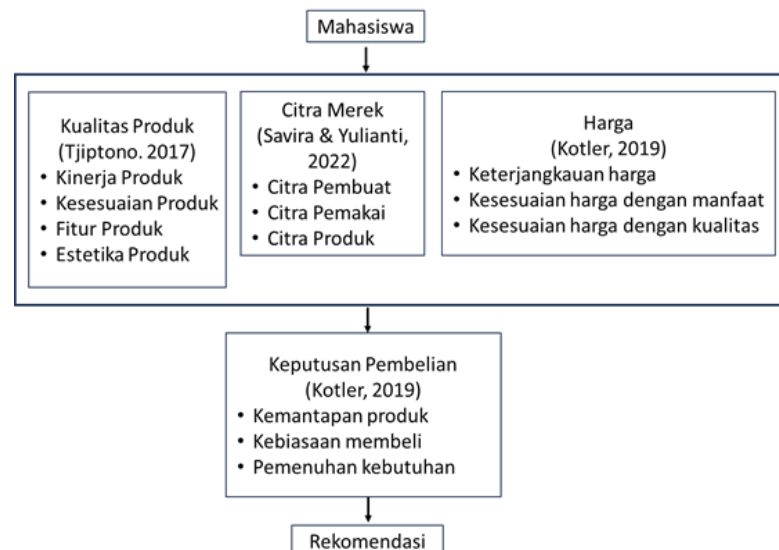 Mahasiswa
Kualitas Produk
(Tjiptono. 2017)
• Kinerja Produk
• Kesesuaian Produk
• Fitur Produk
• Estetika Produk
Citra Merek
(Savira & Yulianti,
2022)
• Citra Pembuat
• Citra Pemakai
• Citra Produk
Harga
(Kotler, 2019)
• Keterjangkauan harga
• Kesesuaian harga dengan manfaat
• Kesesuaian harga dengan kualitas
Keputusan Pembelian
(Kotler, 2019)
• Kemantapan produk
• Kebiasaan membeli
• Pemenuhan kebutuhan
Rekomendasi